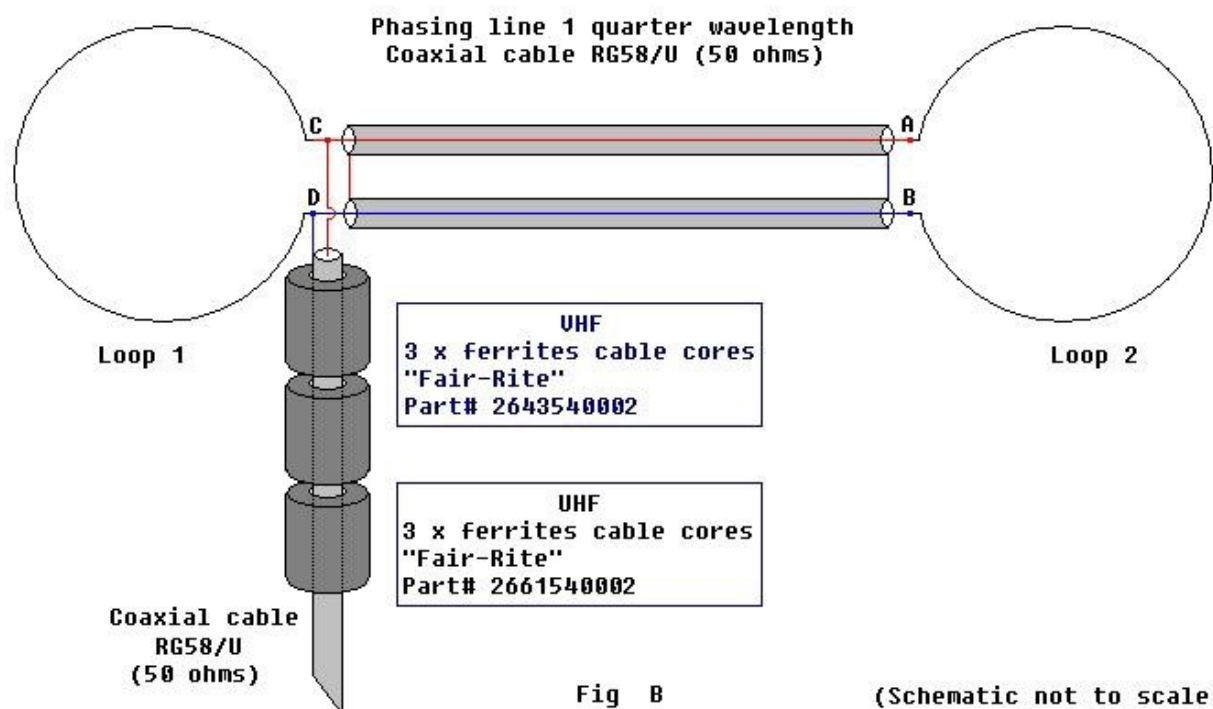 Phasing line 1 quarter wavelength
Coaxial cable RG58/U (50 ohms)
C
A
D
B
Loop 1
Loop 2
VHF
3 x ferrites cable cores
"Fair-Rite"
Part# 2643540002
UHF
3 x ferrites cable cores
"Fair-Rite"
Part# 2661540002
Coaxial cable
RG58/U
(50 ohms)
Fig B
(Schematic not to scale